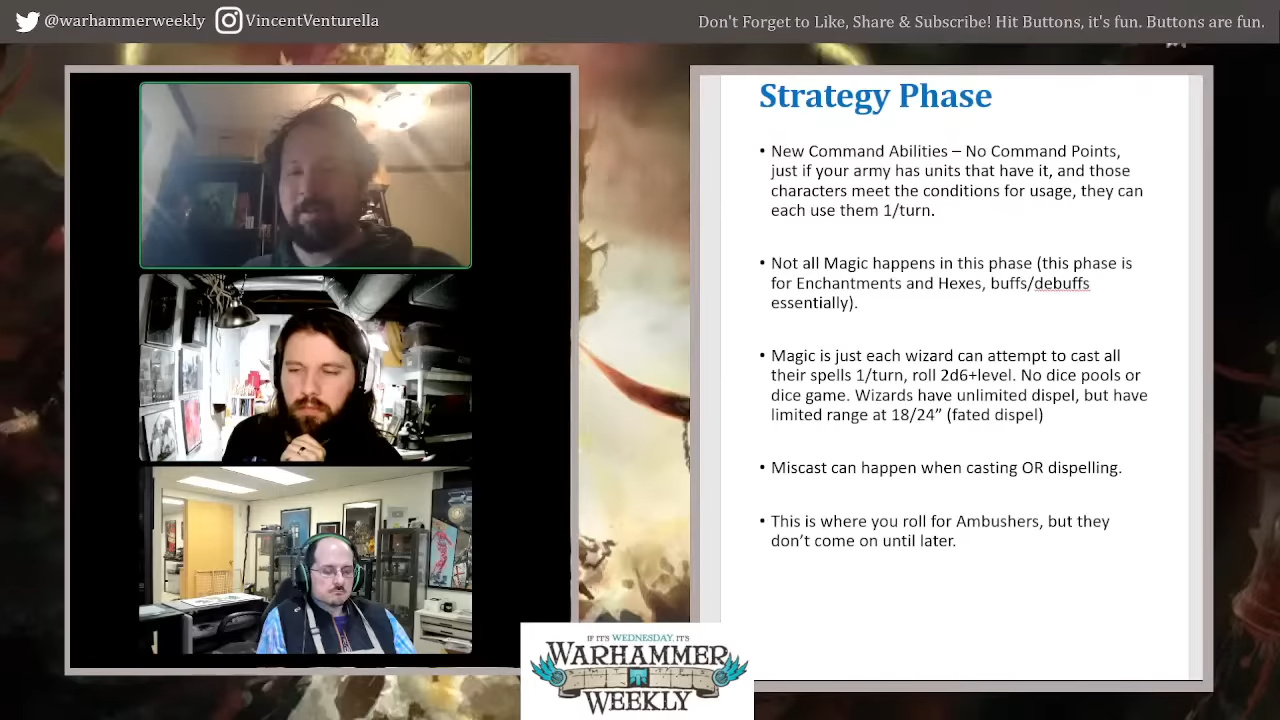 @warhammerweekly
VincentVenturella
Don't Forget to Like, Share & Subscribe! Hit Buttons, it's fun. Buttons are fun.
Strategy Phase
• New Command Abilities – No Command Points,
just if your army has units that have it, and those
characters meet the conditions for usage, they can
each use them 1/turn.
• Not all Magic happens in this phase (this phase is
for Enchantments and Hexes, buffs/debuffs
essentially).
• Magic is just each wizard can attempt to cast all
their spells 1/turn, roll 2d6+level. No dice pools or
dice game. Wizards have unlimited dispel, but have
limited range at 18/24” (fated dispel)
• Miscast can happen when casting OR dispelling.
• This is where you roll for Ambushers, but they
don’t come on until later.
IF IT'S WEDNESDAY, IT'S
WARHAMMER
WEEKLY